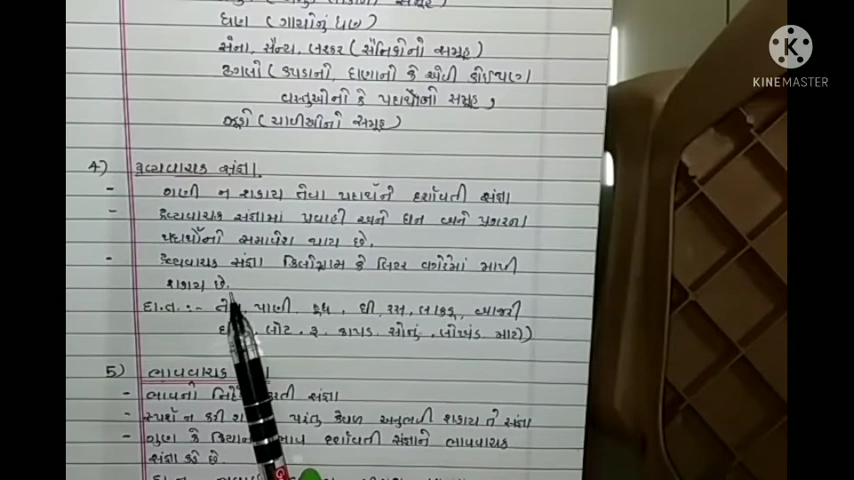 ધણ (ગાયોનું ધણ)
સેના, સૈન્ય, લશ્કર (સૈનિકોનો સમૂહ)
ઢગલો (કપડાનો, દાણાનો કે એવી કોઈપણ
વસ્તુઓનો કે પદાર્થોનો સમૂહ,
જૂડો (ચાવીઓનો સમૂહ)
4) દ્રવ્યવાચક સંજ્ઞા.
- ગણી ન શકાય તેવા પદાર્થને દર્શાવતી સંજ્ઞા
- દ્રવ્યવાચક સંજ્ઞામાં પ્રવાહી અને ઘન બંને પ્રકારના
પદાર્થોનો સમાવેશ થાય છે.
- દ્રવ્યવાચક સંજ્ઞા કિલોગ્રામ કે લિટર વગેરેમાં માપી
શકાય છે.
દા.ત. :- પાણી, દૂધ, ઘી, રસ, લાકડુ,
લોટ, રૂ, કાપડ, સોનું, લોખંડ, માટી)
5) ભાવવાચક
- ભાવનો સંજ્ઞા
- સ્પર્શ ન કરી પરંતુ કેવળ અનુભવી શકાય તે સંજ્ઞા
- ગુણ કે ભાવ દર્શાવતી સંજ્ઞાને ભાવવાચક
સંજ્ઞા કહે છે
K
KINEMASTER